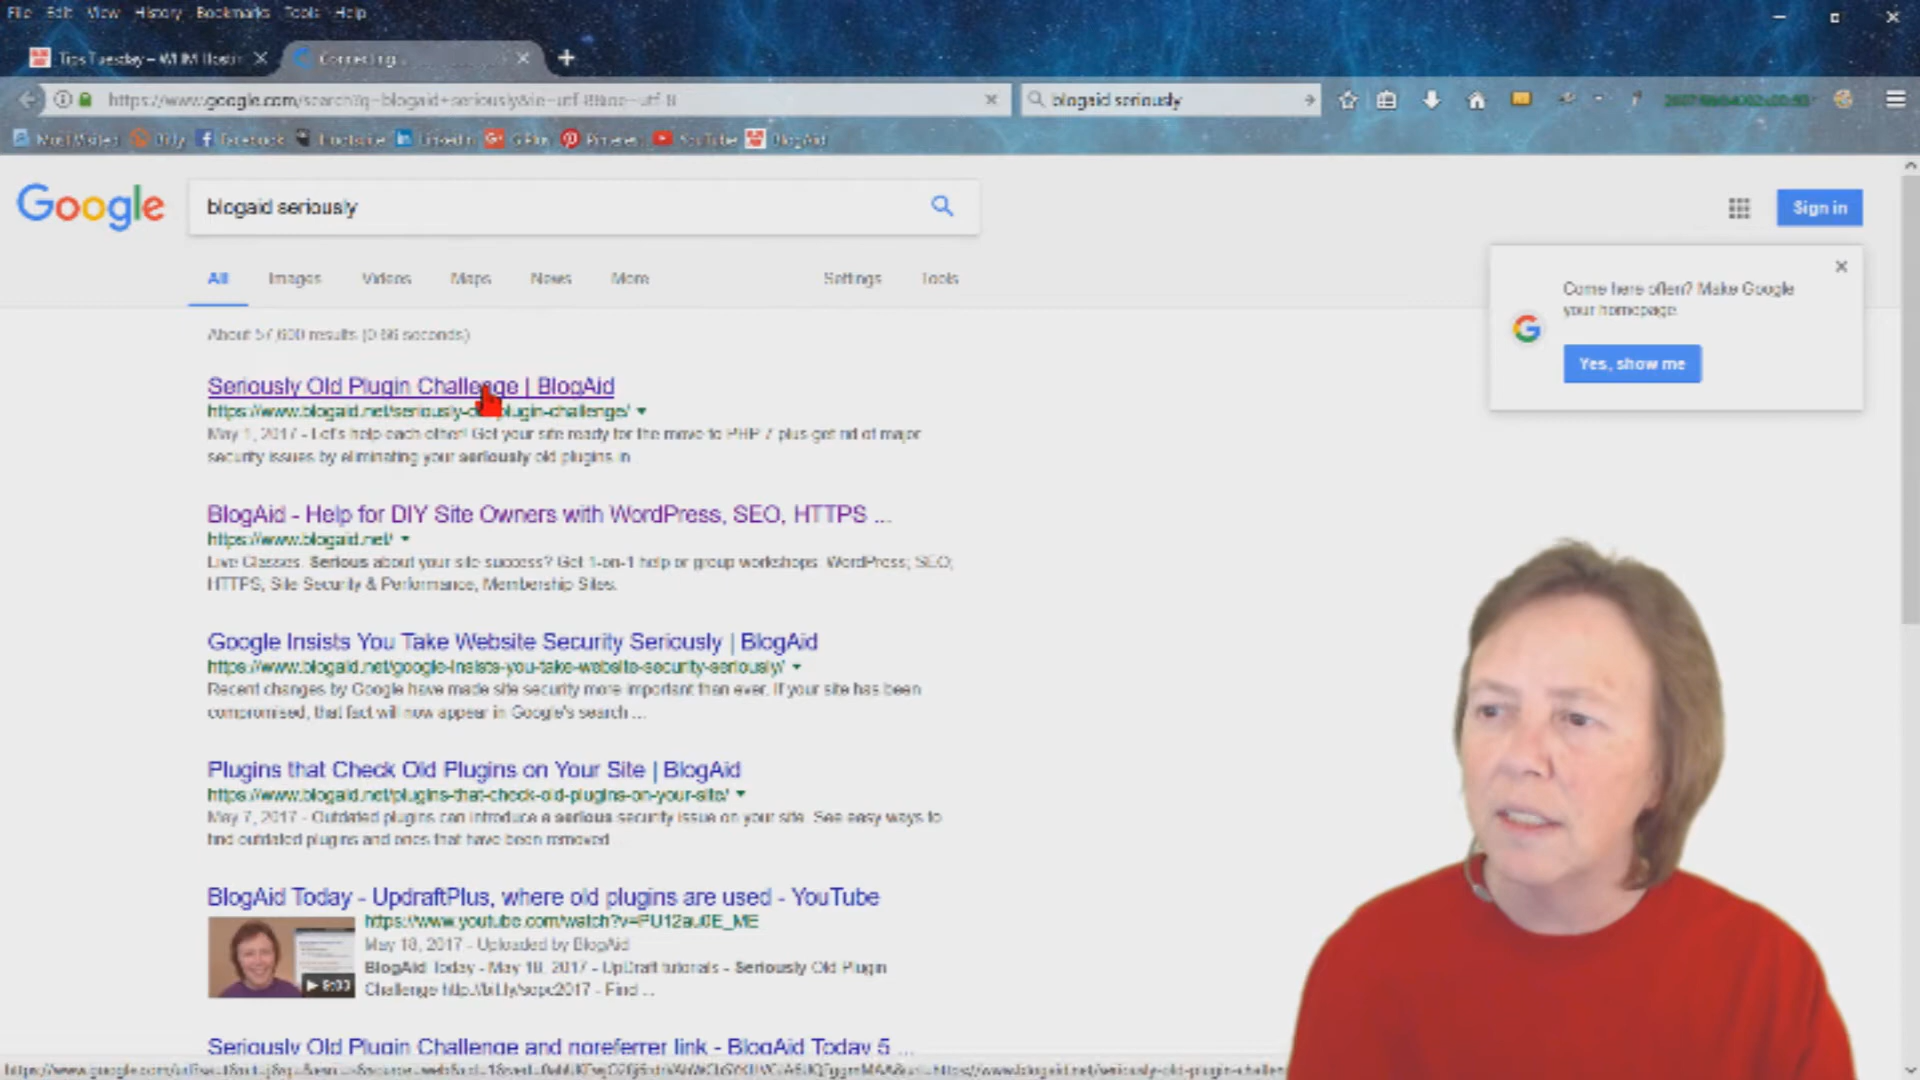 File Edit View History Bookmarks Tools Help
Tips Tuesday – WHM Hostin
Connecting...
https://www.google.com/search?q=blogaid+seriously&ie=utf-8&oe=utf-8
blogaid seriously
Most Visited Facebook LinkedIn G Plus Pinteres... YouTube BlogAid
Google
blogaid seriously
Sign in
All Images Videos Maps News More Settings Tools
Come here often? Make Google
your homepage.
Yes, show me
About 57,600 results (0.66 seconds)
Seriously Old Plugin Challenge | BlogAid
https://www.blogaid.net/seriously-old-plugin-challenge/
May 1, 2017 - Let's help each other! Get your site ready for the move to PHP 7 plus get rid of major
security issues by eliminating your seriously old plugins in
BlogAid - Help for DIY Site Owners with WordPress, SEO, HTTPS ...
https://www.blogaid.net/
Live Classes. Serious about your site success? Get 1-on-1 help or group workshops: WordPress; SEO;
HTTPS, Site Security & Performance, Membership Sites.
Google Insists You Take Website Security Seriously | BlogAid
https://www.blogaid.net/google-insists-you-take-website-security-seriously/
Recent changes by Google have made site security more important than ever. If your site has been
compromised, that fact will now appear in Google's search ...
Plugins that Check Old Plugins on Your Site | BlogAid
https://www.blogaid.net/plugins-that-check-old-plugins-on-your-site/
May 7, 2017 - Outdated plugins can introduce a serious security issue on your site. See easy ways to
find outdated plugins and ones that have been removed
BlogAid Today - UpdraftPlus, where old plugins are used - YouTube
https://www.youtube.com/watch?v=PU12au0E_ME
May 18, 2017 - Uploaded by BlogAid
BlogAid Today - May 18, 2017 - UpDraft tutorials - Seriously Old Plugin
9:03
Challenge http://bit.ly/sopc2017 - Find ...
Seriously Old Plugin Challenge and noreferrer link - BlogAid Today 5 ...